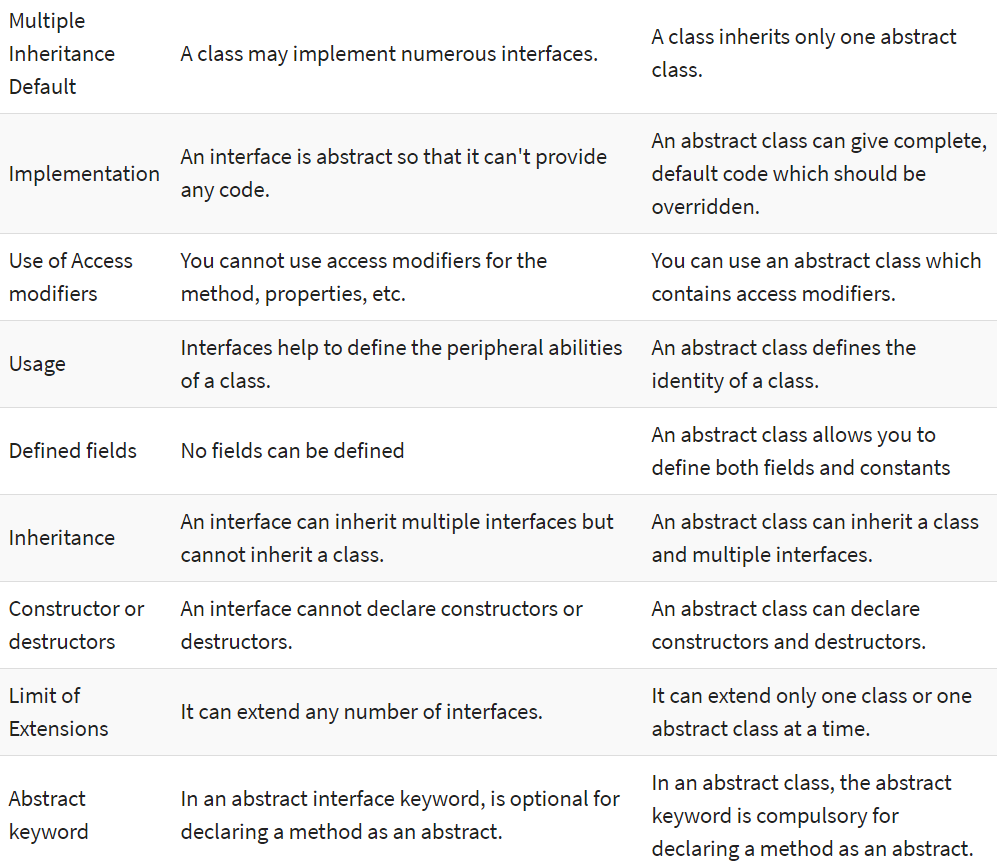 Multiple
Inheritance
Default
A class may implement numerous interfaces.
A class inherits only one abstract
class.
Implementation
An interface is abstract so that it can't provide
any code.
An abstract class can give complete,
default code which should be
overridden.
Use of Access
modifiers
You cannot use access modifiers for the
method, properties, etc.
You can use an abstract class which
contains access modifiers.
Usage
Interfaces help to define the peripheral abilities
of a class.
An abstract class defines the
identity of a class.
Defined fields
No fields can be defined
An abstract class allows you to
define both fields and constants
Inheritance
An interface can inherit multiple interfaces but
cannot inherit a class.
An abstract class can inherit a class
and multiple interfaces.
Constructor or
destructors
An interface cannot declare constructors or
destructors.
An abstract class can declare
constructors and destructors.
Limit of
Extensions
It can extend any number of interfaces.
It can extend only one class or one
abstract class at a time.
Abstract
keyword
In an abstract interface keyword, is optional for
declaring a method as an abstract.
In an abstract class, the abstract
keyword is compulsory for
declaring a method as an abstract.